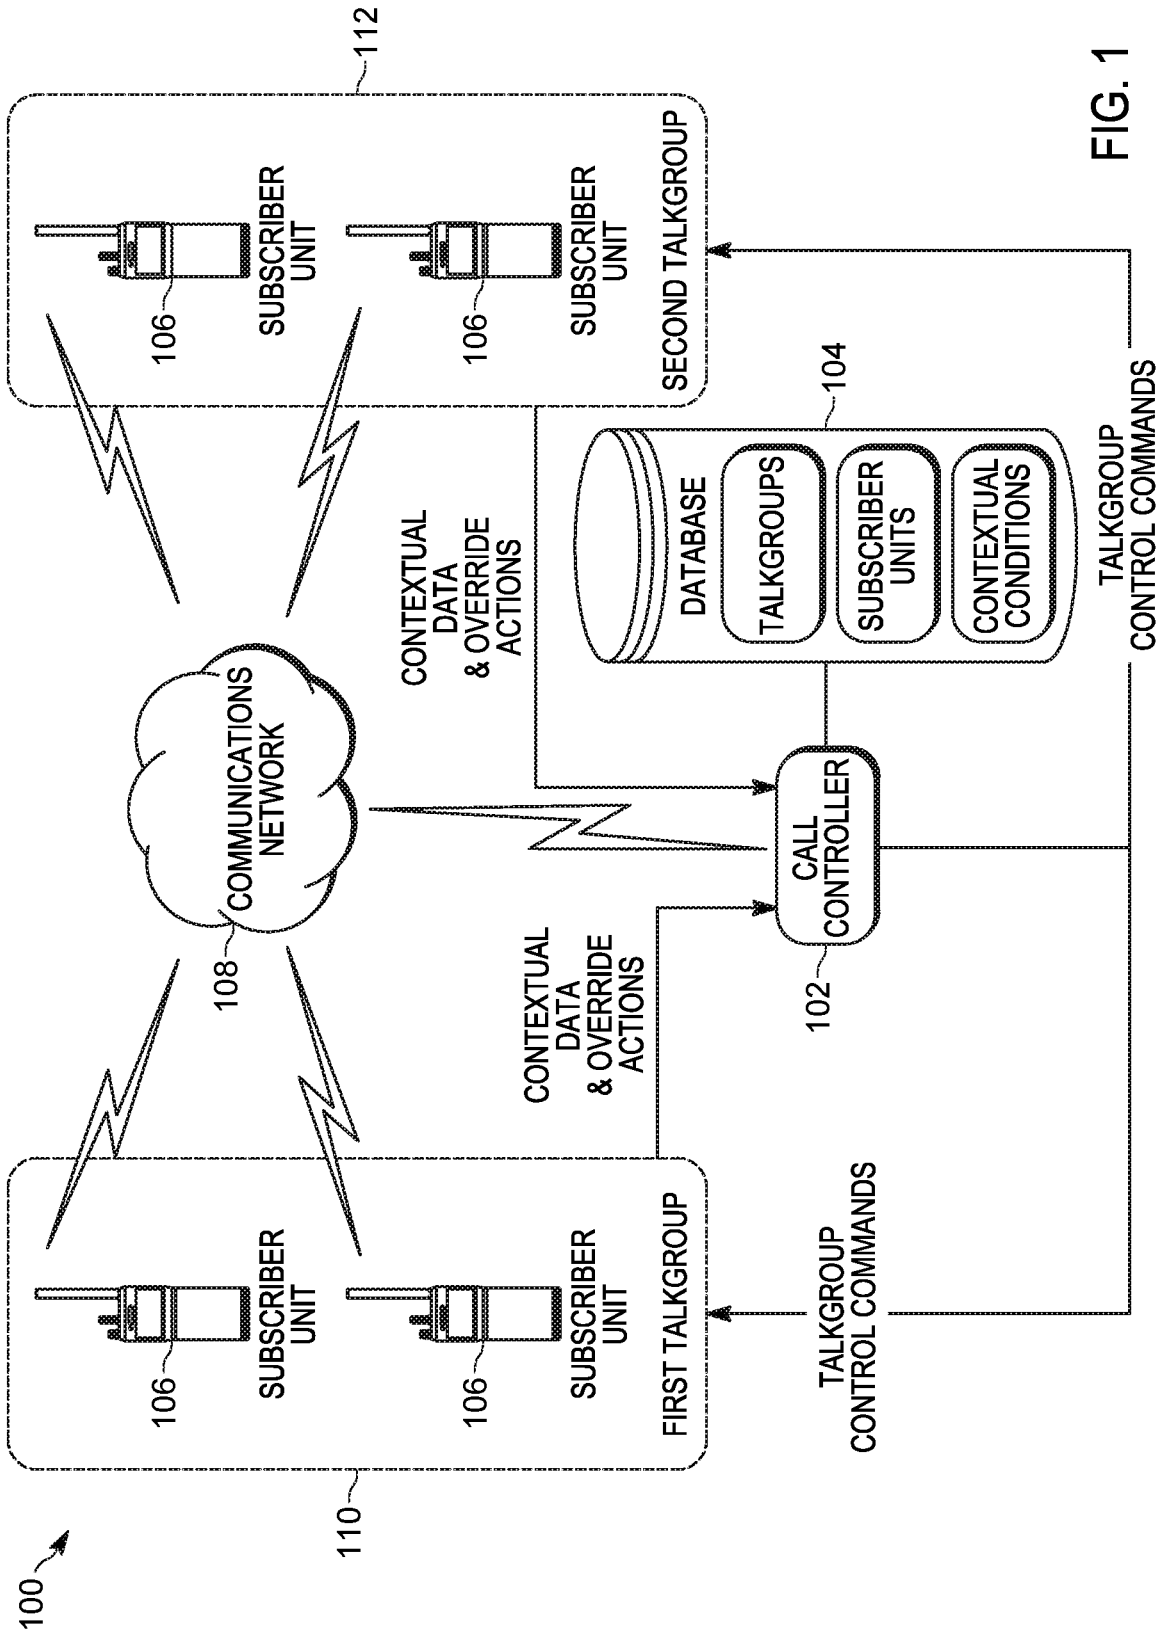 100
110
106
SUBSCRIBER
UNIT
106
SUBSCRIBER
UNIT
FIRST TALKGROUP
108
COMMUNICATIONS
NETWORK
112
106
SUBSCRIBER
UNIT
106
SUBSCRIBER
UNIT
SECOND TALKGROUP
CONTEXTUAL
DATA
& OVERRIDE
ACTIONS
CONTEXTUAL
DATA
& OVERRIDE
ACTIONS
102
CALL
CONTROLLER
104
DATABASE
TALKGROUPS
SUBSCRIBER
UNITS
CONTEXTUAL
CONDITIONS
TALKGROUP
CONTROL COMMANDS
TALKGROUP
CONTROL COMMANDS
FIG. 1